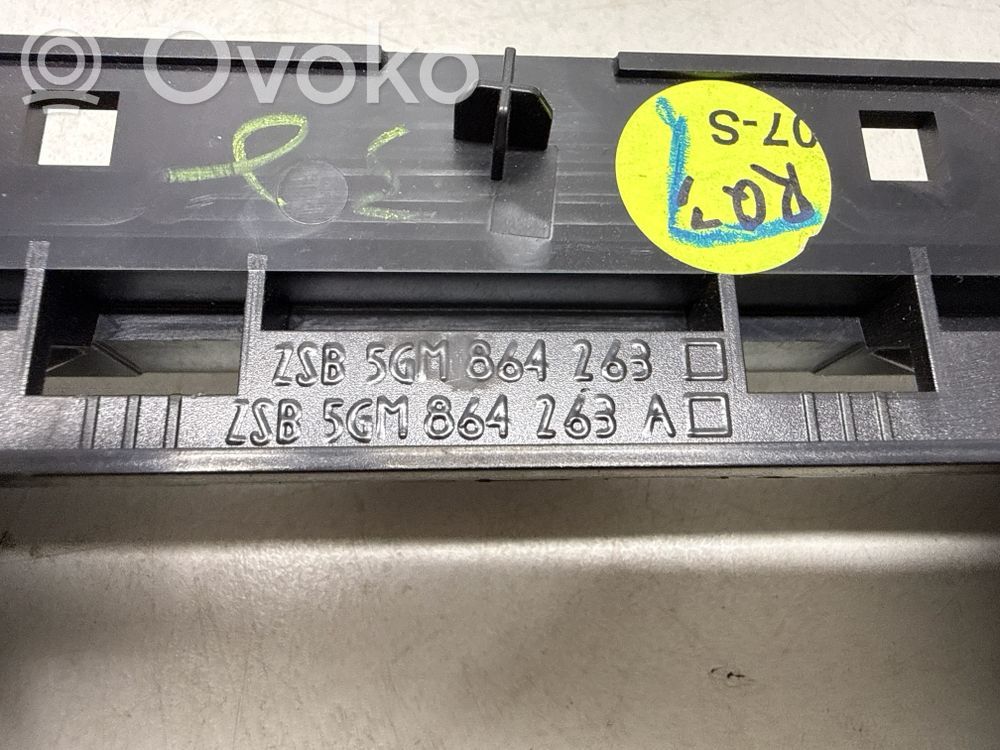 Ovoko
07-S
RQ7
ZSB 5GM 864 263
ZSB 5GM 864 263 A